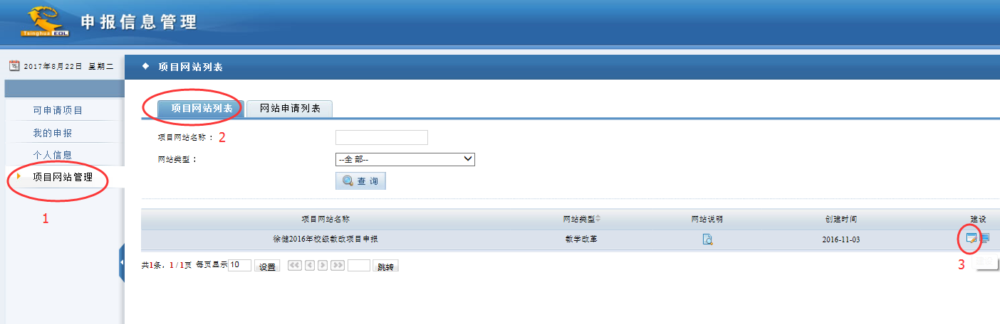 Tsinghua EOL
申报信息管理
15 2017年8月22日 星期二
项目网站列表
可申请项目
我的申报
个人信息
项目网站管理
1
项目网站列表 网站申请列表
项目网站名称： 2
网站类型： --全部--
查 询
项目网站名称 网站类型 网站说明 创建时间 建设
徐健2016年校级教改项目申报 教学改革 2016-11-03
3
共1条，1/1页 每页显示 10 设置 跳转